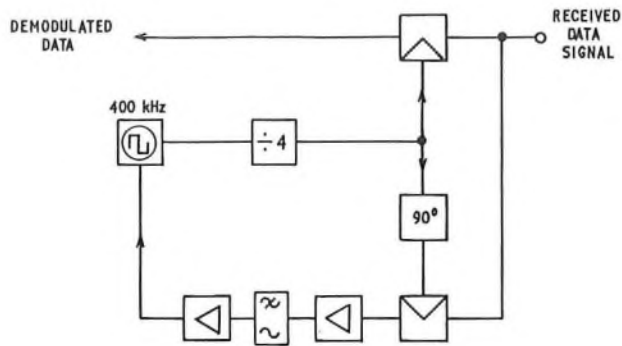 DEMODULATED
DATA
RECEIVED
DATA
SIGNAL
400 kHz
÷4
90°